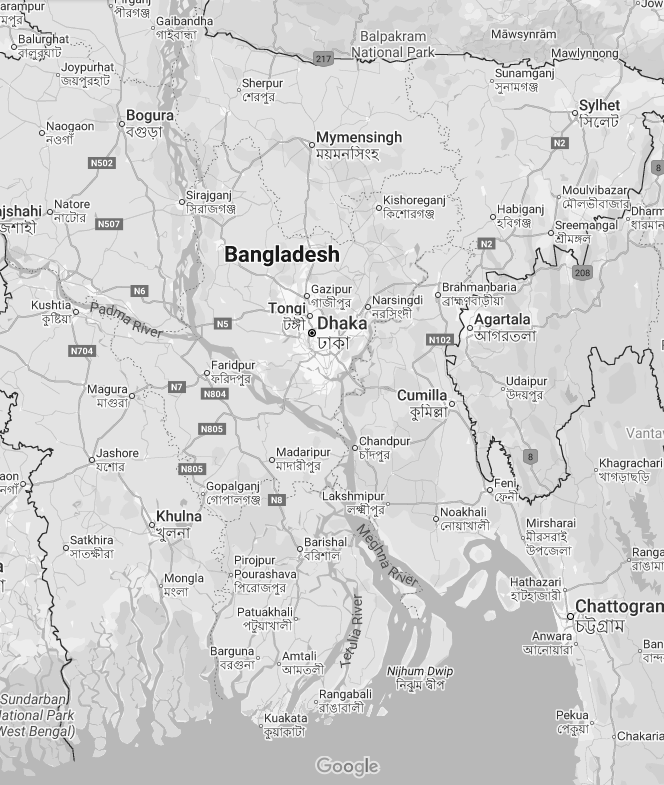 Gaibandha
গাইবান্ধা
Balurghat
বালুরঘাট
Balpakram
National Park
Mawsynram
Mawlynnong
217
Joypurhat
জয়পুরহাট
Sherpur
শেরপুর
Sunamganj
সুনামগঞ্জ
Sylhet
সিলেট
Bogura
বগুড়া
Naogaon
নওগাঁ
Mymensingh
ময়মনসিংহ
N2
N502
8
Natore
নাটোর
Sirajganj
সিরাজগঞ্জ
Kishoreganj
কিশোরগঞ্জ
Moulvibazar
মৌলভীবাজার
Habiganj
হবিগঞ্জ
N507
Sreemangal
শ্রীমঙ্গল
N2
Bangladesh
208
N6
Gazipur
গাজীপুর
Brahmanbaria
ব্রাহ্মণবাড়ীয়া
Kushtia
কুষ্টিয়া
Padma River
Tongi
টঙ্গী
Narsingdi
নরসিংদী
N5
Dhaka
ঢাকা
Agartala
আগরতলা
N704
N102
Faridpur
ফরিদপুর
Magura
মাগুরা
N7
N804
Udaipur
উদয়পুর
Cumilla
কুমিল্লা
N805
Jashore
যশোর
Madaripur
মাদারীপুর
Chandpur
চাঁদপুর
8
N805
Khagrachari
খাগড়াছড়ি
Gopalganj
গোপালগঞ্জ
N8
Lakshmipur
লক্ষ্মীপুর
Feni
ফেনী
Khulna
খুলনা
Noakhali
নোয়াখালী
Mirsharai
মীরসরাই
উপজেলা
Satkhira
সাতক্ষীরা
Barishal
বরিশাল
Meghna River
Pirojpur
Pourashava
পিরোজপুর
Mongla
মংলা
Hathazari
হাটহাজারী
Patuakhali
পটুয়াখালী
Tetulia River
Chattogram
চট্টগ্রাম
Anwara
আনোয়ারা
Barguna
বরগুনা
Amtali
আমতলী
Nijhum Dwip
নিঝুম দ্বীপ
Sundarban
National Park
West Bengal)
Rangabali
রাঙাবালী
Kuakata
কুয়াকাটা
Pekua
পেকুয়া
Chakaria
Google